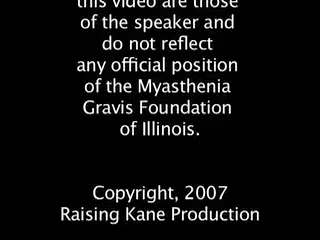 this video are those
of the speaker and
do not reflect
any official position
of the Myasthenia
Gravis Foundation
of Illinois.
Copyright, 2007
Raising Kane Production